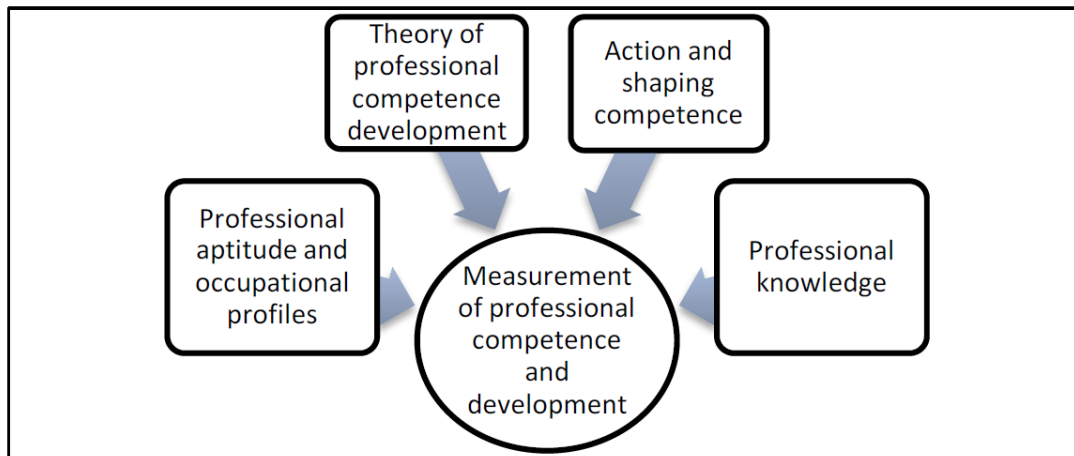 Theory of
professional
competence
development
Action and
shaping
competence
Professional
aptitude and
occupational
profiles
Measurement
of professional
competence
and
development
Professional
knowledge